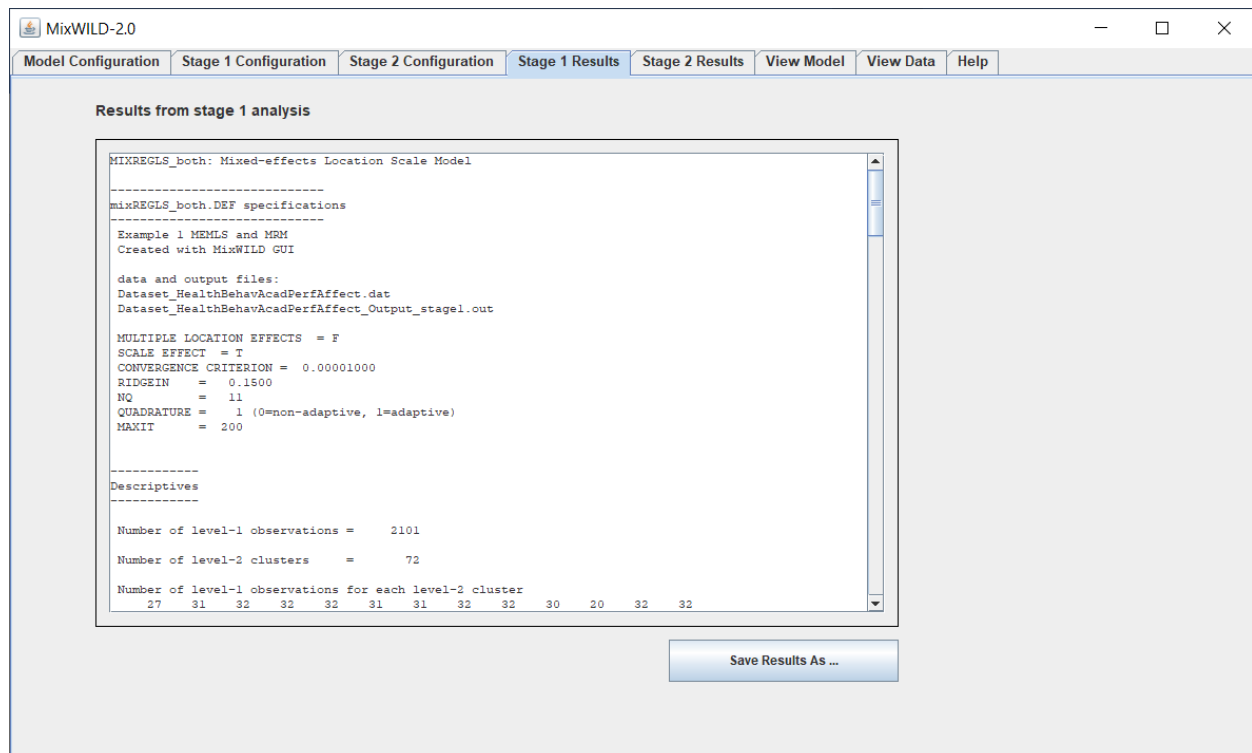 MixWILD-2.0
Model Configuration Stage 1 Configuration Stage 2 Configuration Stage 1 Results Stage 2 Results View Model View Data Help
Results from stage 1 analysis
MIXREGLS_both: Mixed-effects Location Scale Model
-----------------------------
mixREGLS_both.DEF specifications
-----------------------------
Example 1 MEMLS and MRM
Created with MixWILD GUI
data and output files:
Dataset_HealthBehavAcadPerfAffect.dat
Dataset_HealthBehavAcadPerfAffect_Output_stage1.out
MULTIPLE LOCATION EFFECTS = F
SCALE EFFECT = T
CONVERGENCE CRITERION = 0.00001000
RIDGEIN = 0.1500
NQ = 11
QUADRATURE = 1 (0=non-adaptive, 1=adaptive)
MAXIT = 200
------------
Descriptives
------------
Number of level-1 observations = 2101
Number of level-2 clusters = 72
Number of level-1 observations for each level-2 cluster
27 31 32 32 32 31 31 32 32 30 20 32 32
Save Results As ...